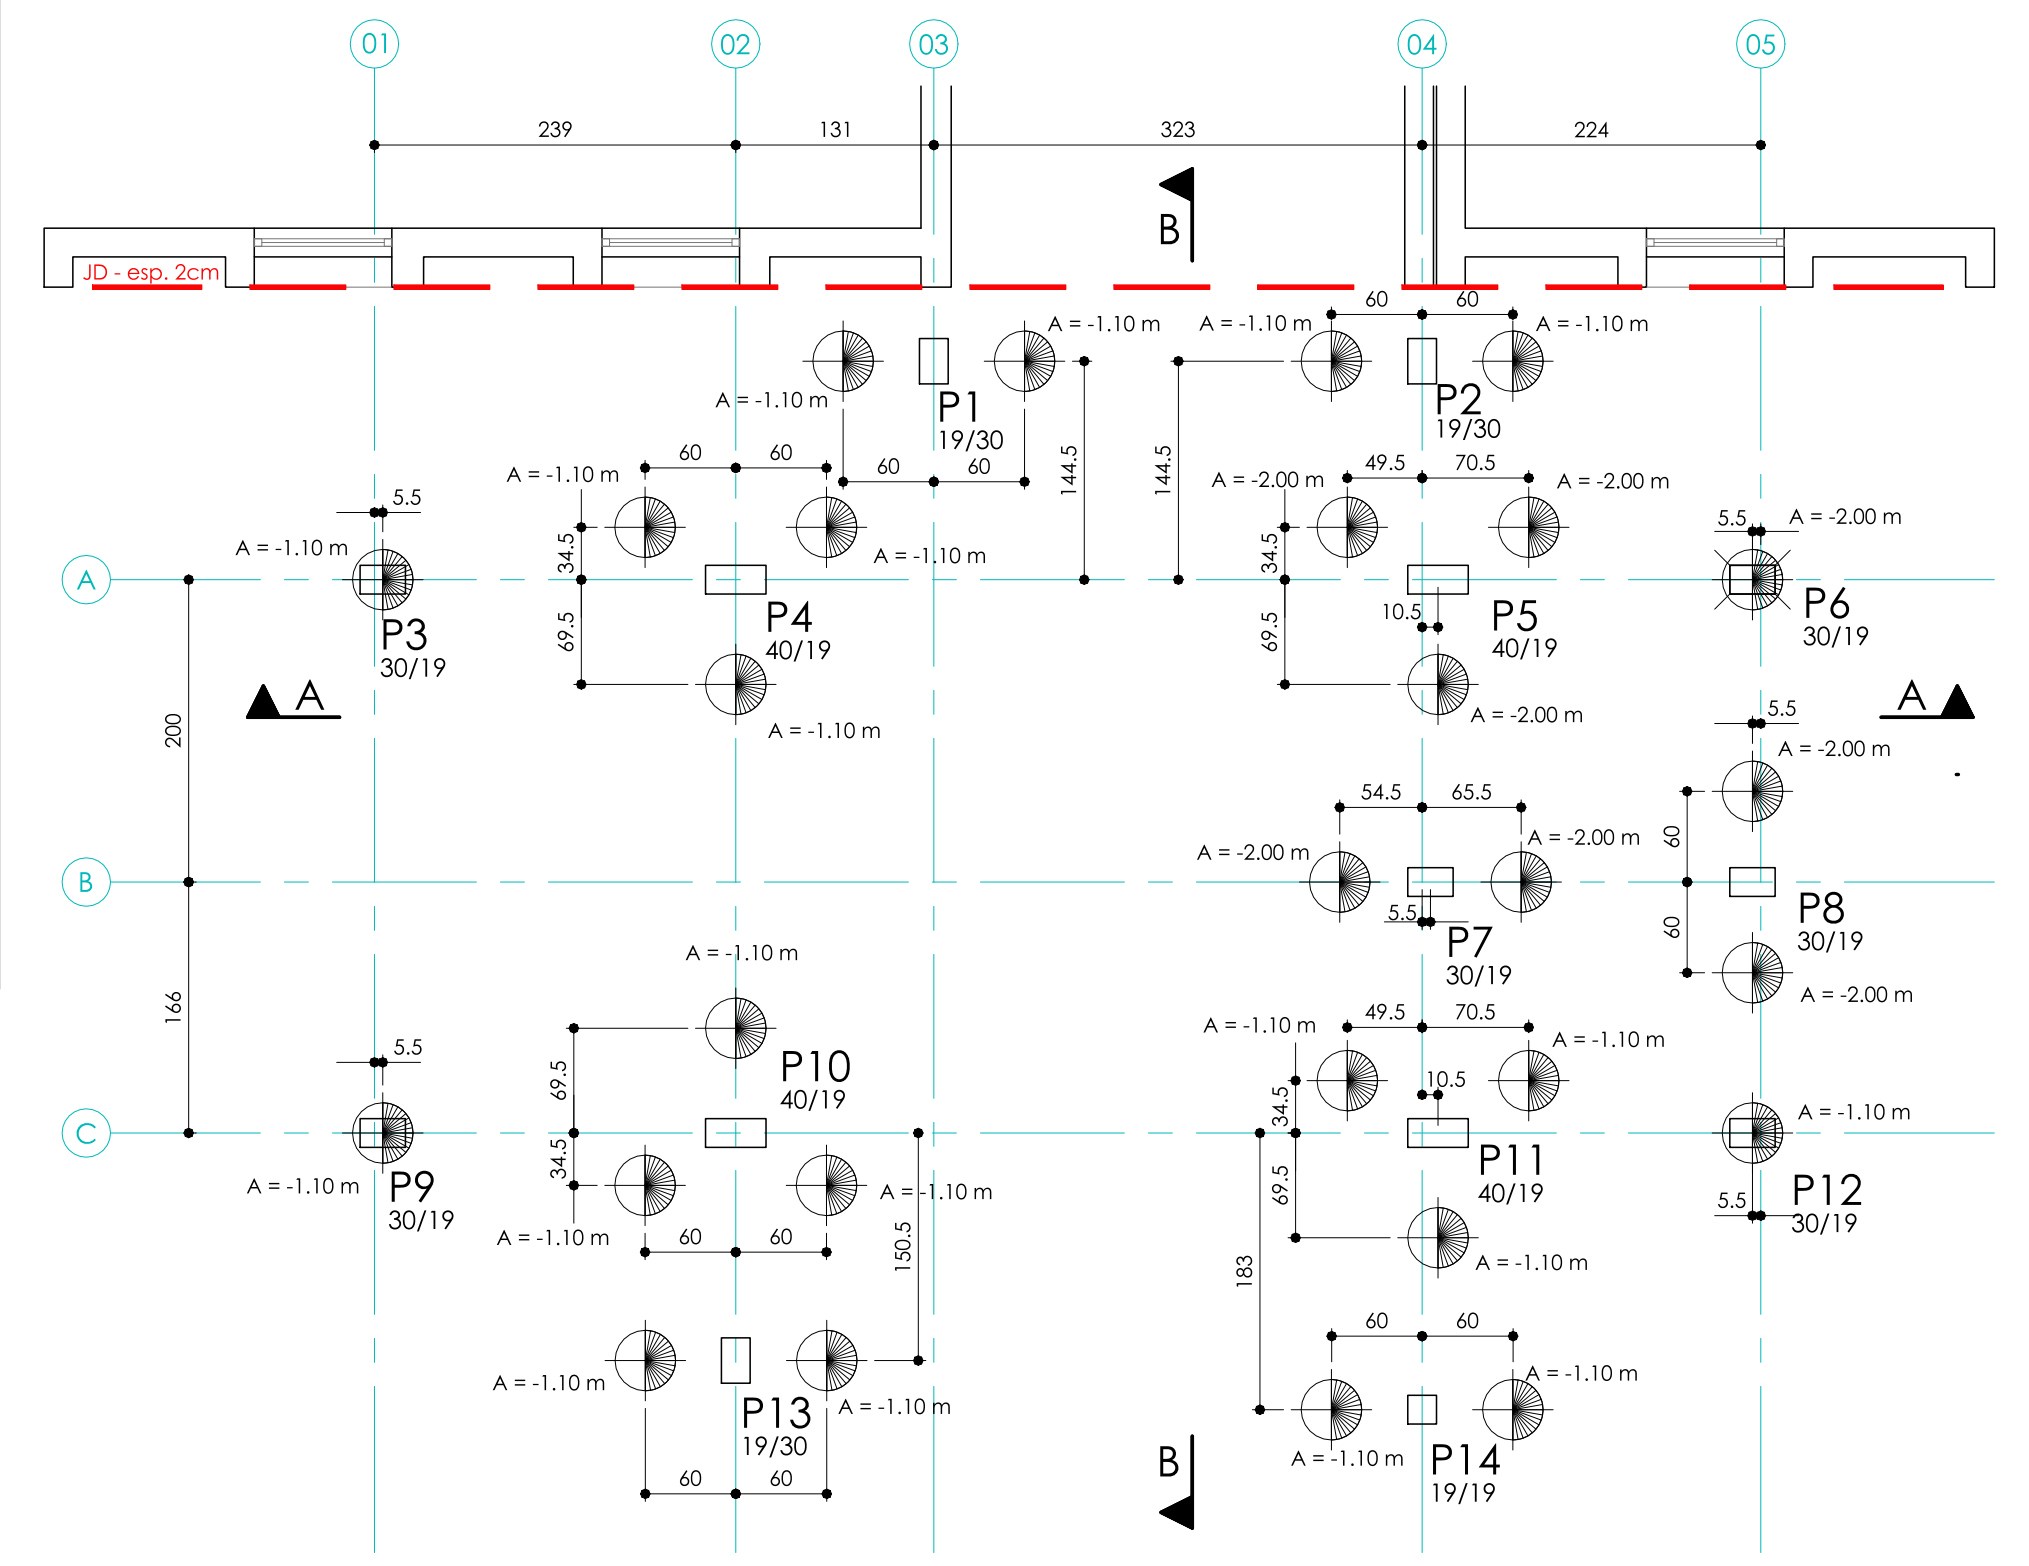 01
02
03
04
05
239
131
323
224
B
JD - esp. 2cm
60
60
A = -1.10 m
A = -1.10 m
A = -1.10 m
A = -1.10 m
P1
19/30
P2
19/30
60
60
144.5
144.5
60
60
49.5
70.5
A = -1.10 m
A = -2.00 m
A = -2.00 m
5.5
5.5
A = -2.00 m
A = -1.10 m
34.5
A = -1.10 m
34.5
A
P3
30/19
P4
40/19
69.5
10.5
P5
40/19
69.5
P6
30/19
A
A
A = -1.10 m
A = -2.00 m
5.5
A = -2.00 m
200
54.5
65.5
A = -2.00 m
A = -2.00 m
60
B
5.5
P7
30/19
P8
30/19
60
A = -1.10 m
A = -2.00 m
166
49.5
70.5
A = -1.10 m
A = -1.10 m
5.5
69.5
P10
40/19
10.5
34.5
C
A = -1.10 m
34.5
P9
30/19
A = -1.10 m
A = -1.10 m
A = -1.10 m
60
60
150.5
P11
40/19
69.5
P12
30/19
5.5
A = -1.10 m
183
60
60
A = -1.10 m
A = -1.10 m
A = -1.10 m
P13
19/30
60
60
B
A = -1.10 m
P14
19/19